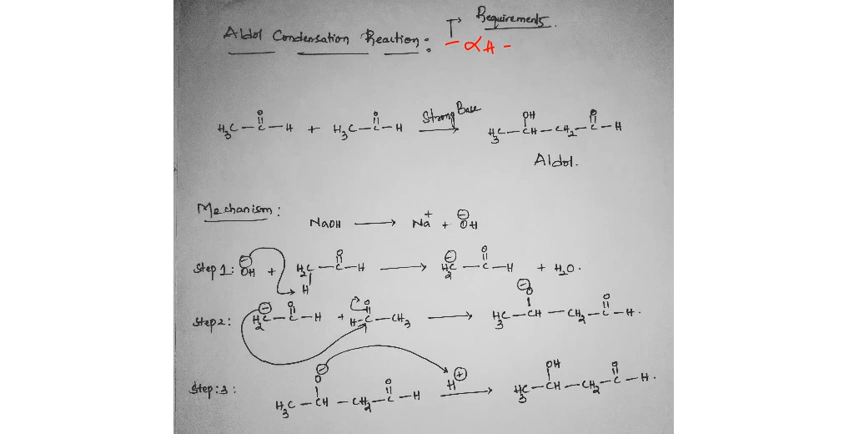 Requirements.
Aldol Condensation Reaction:
- αH -
H₃C-C(=O)-H + H₃C-C(=O)-H Strong Base → H₃C-CH(OH)-CH₂-C(=O)-H
Aldol.
Mechanism:
NaOH → Na⁺ + ⊖OH
Step 1: ⊖OH + H₂C(H)-C(=O)-H → H₂C⊖-C(=O)-H + H₂O.
Step 2: H₂C⊖-C(=O)-H + H-C(=O)-CH₃ → H₃C-CH(O⊖)-CH₂-C(=O)-H.
Step:3: H₃C-CH(O⊖)-CH₂-C(=O)-H H⊕ → H₃C-CH(OH)-CH₂-C(=O)-H.